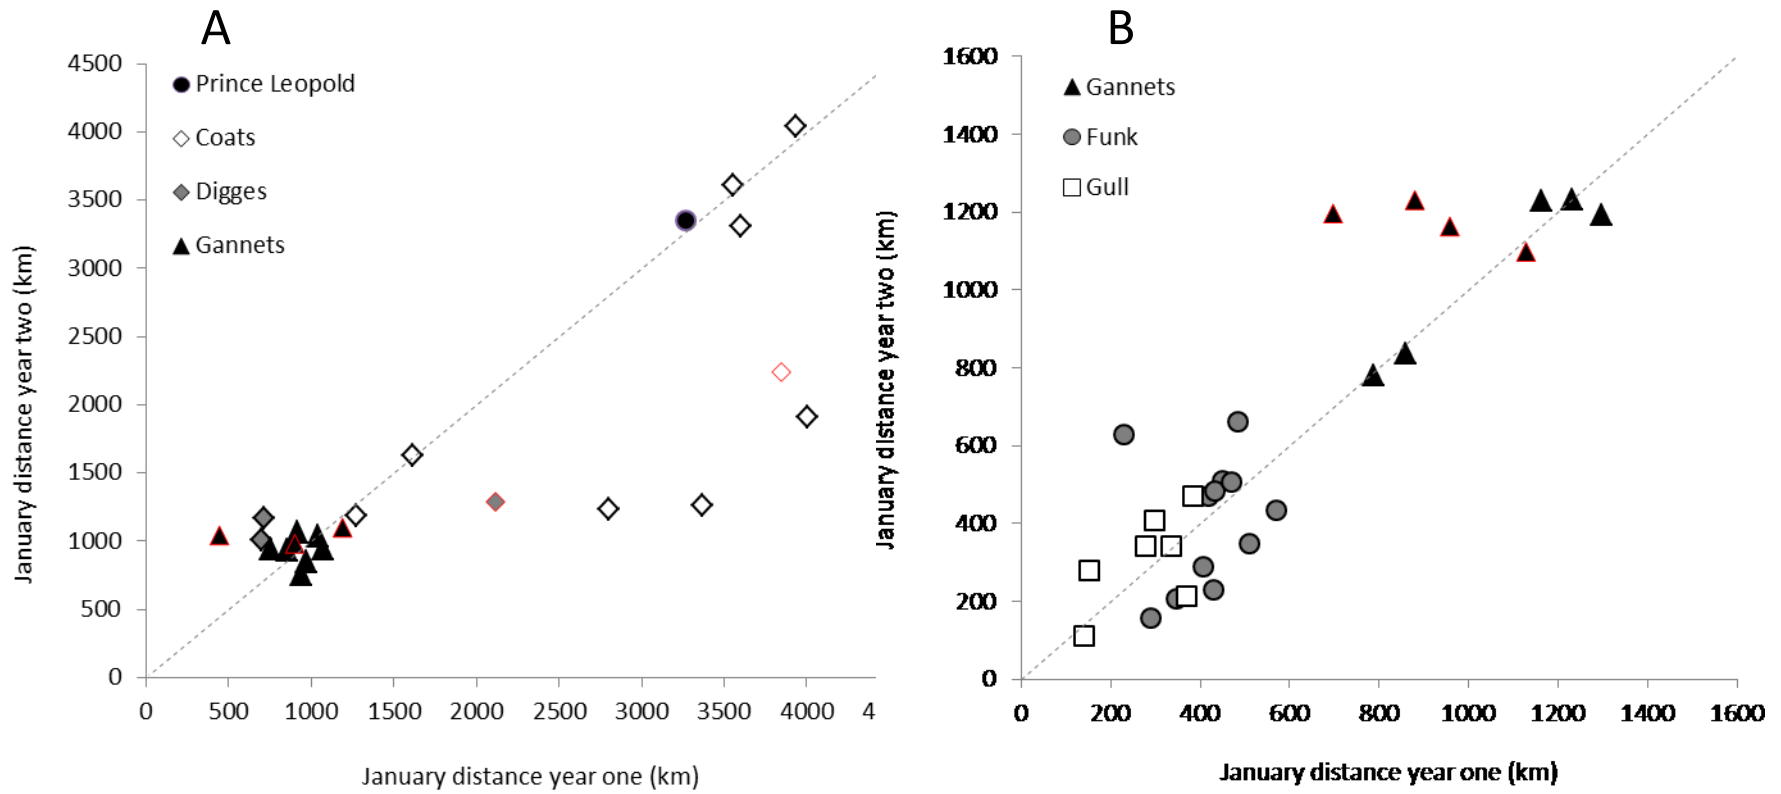 A
4500
4000
3500
3000
2500
2000
1500
1000
500
0
Prince Leopold
Coats
Digges
Gannets
January distance year two (km)
0 500 1000 1500 2000 2500 3000 3500 4000 4
January distance year one (km)
B
1600
1400
1200
1000
800
600
400
200
0
Gannets
Funk
Gull
January distance year two (km)
0 200 400 600 800 1000 1200 1400 1600
January distance year one (km)